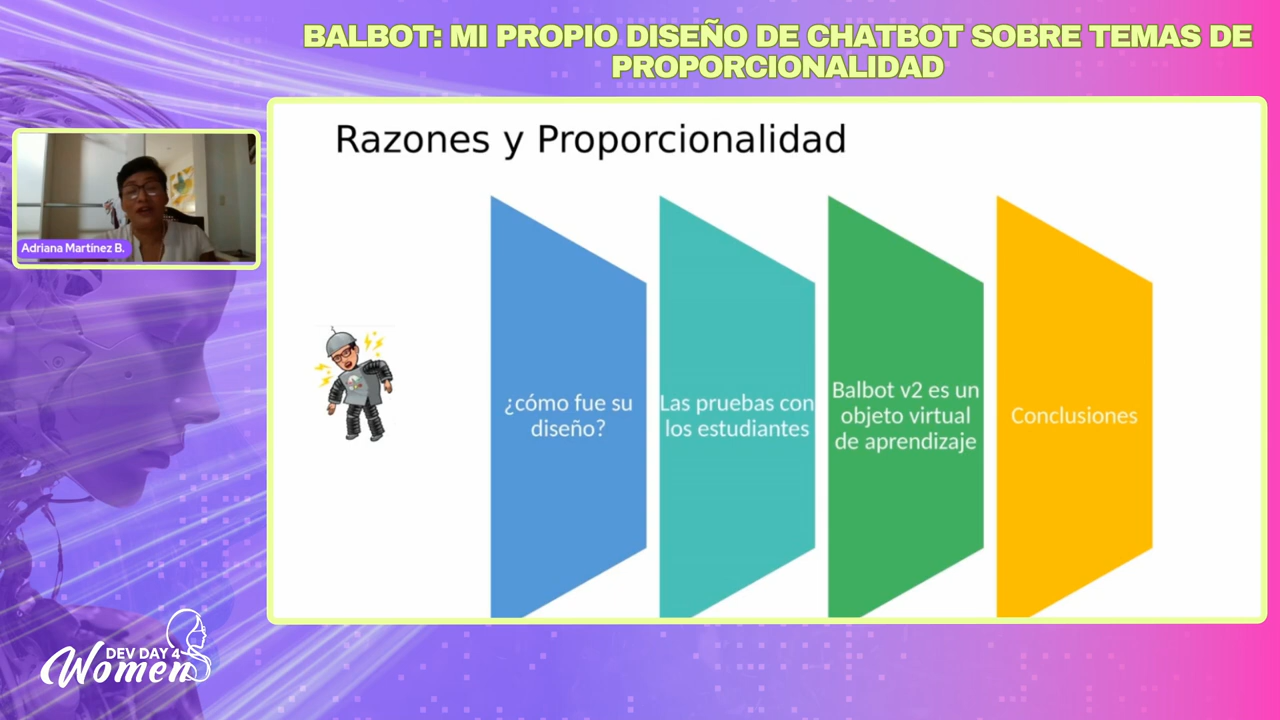 BALBOT: MI PROPIO DISEÑO DE CHATBOT SOBRE TEMAS DE
PROPORCIONALIDAD
Adriana Martínez B.
Razones y Proporcionalidad
¿cómo fue su
diseño?
Las pruebas con
los estudiantes
Balbot v2 es un
objeto virtual
de aprendizaje
Conclusiones
DEV DAY 4
Women